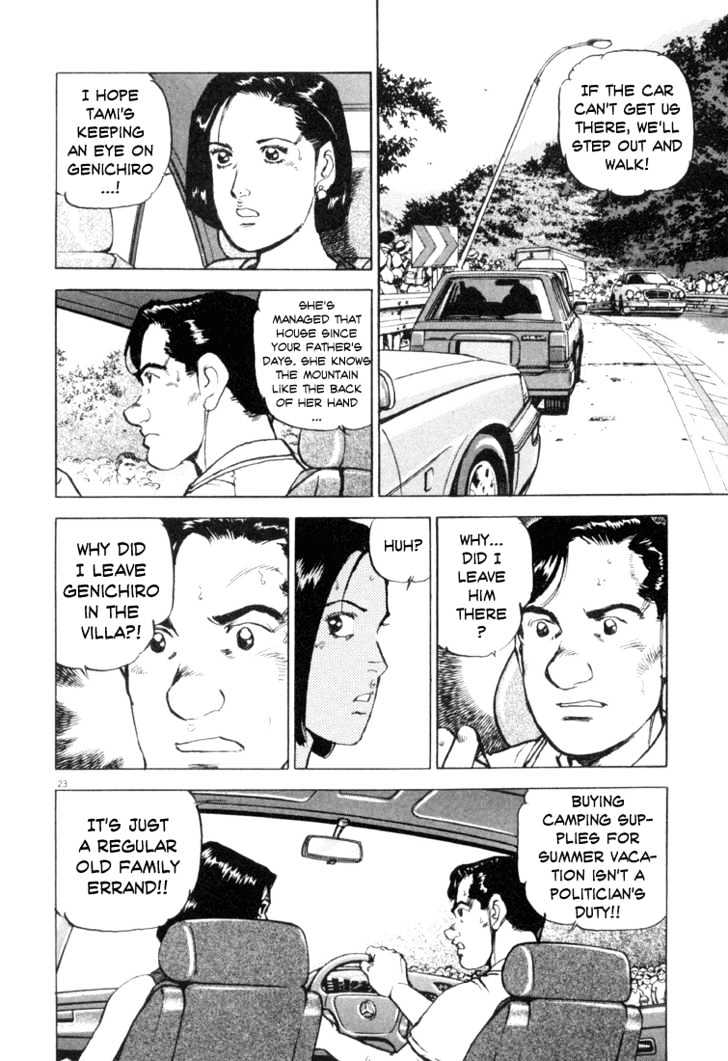 IF THE CAR
CAN'T GET US
THERE, WE'LL
STEP OUT AND
WALK!
I HOPE
TAMI'S
KEEPING
AN EYE ON
GENICHIRO
...!
SHE'S
MANAGED THAT
HOUSE SINCE
YOUR FATHER'S
DAYS. SHE KNOWS
THE MOUNTAIN
LIKE THE BACK
OF HER HAND
...
WHY...
DID I
LEAVE
HIM
THERE
?
HUH?
WHY DID
I LEAVE
GENICHIRO
IN THE
VILLA?!
23
BUYING
CAMPING SUP-
PLIES FOR
SUMMER VACA-
TION ISN'T A
POLITICIAN'S
DUTY!!
IT'S JUST
A REGULAR
OLD FAMILY
ERRAND!!